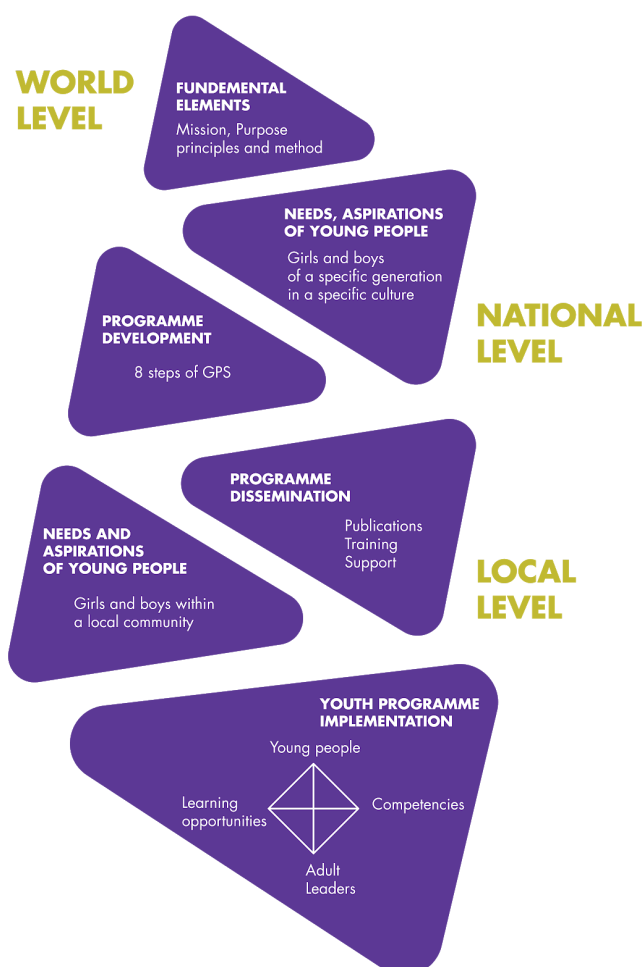 WORLD
LEVEL
FUNDEMENTAL
ELEMENTS
Mission, Purpose
principles and method
NEEDS, ASPIRATIONS
OF YOUNG PEOPLE
Girls and boys
of a specific generation
in a specific culture
NATIONAL
LEVEL
PROGRAMME
DEVELOPMENT
8 steps of GPS
PROGRAMME
DISSEMINATION
Publications
Training
Support
NEEDS AND
ASPIRATIONS
OF YOUNG PEOPLE
Girls and boys within
a local community
LOCAL
LEVEL
YOUTH PROGRAMME
IMPLEMENTATION
Young people
Learning
opportunities
Competencies
Adult
Leaders